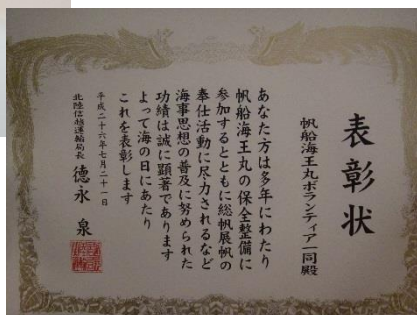 表彰状
帆船海王丸ボランティア一同殿
あなた方は多年にわたり
帆船海王丸の保全整備に
参加するとともに総帆展帆の
奉仕活動に尽力されるなど
海事思想の普及に努められた
功績は誠に顕著であります
よって海の日にあたり
これを表彰します
平成二十六年七月二十一日
北陸信越運輸局長 徳永 泉